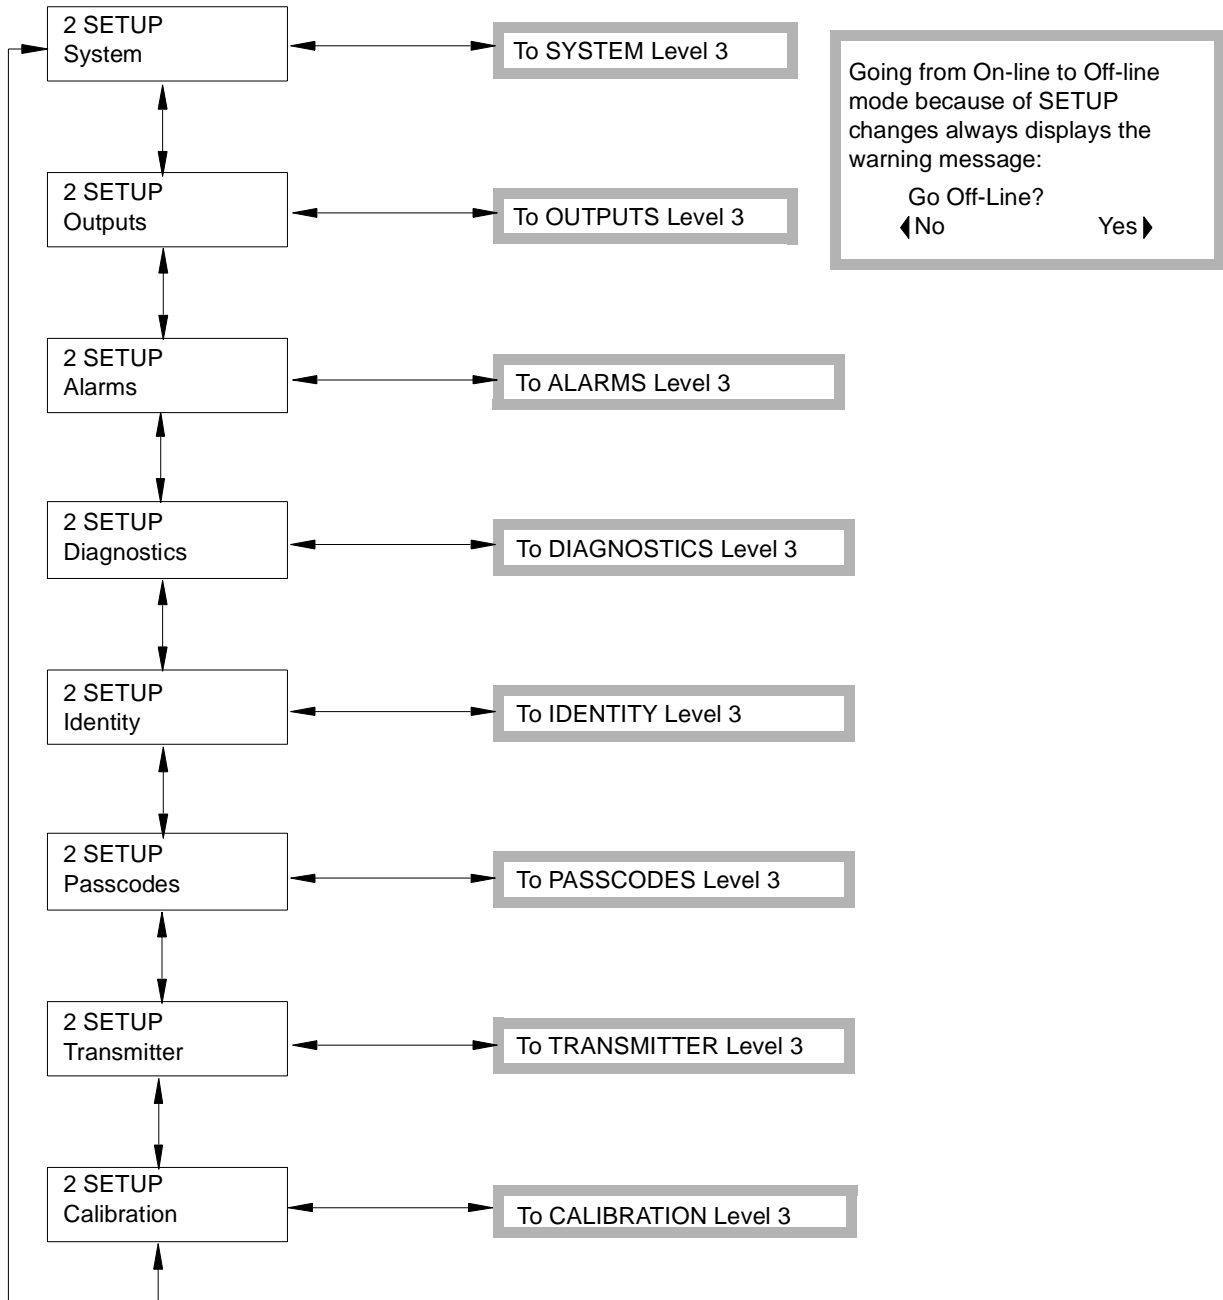 2 SETUP
System
To SYSTEM Level 3
Going from On-line to Off-line
mode because of SETUP
changes always displays the
warning message:
Go Off-Line?
No Yes
2 SETUP
Outputs
To OUTPUTS Level 3
2 SETUP
Alarms
To ALARMS Level 3
2 SETUP
Diagnostics
To DIAGNOSTICS Level 3
2 SETUP
Identity
To IDENTITY Level 3
2 SETUP
Passcodes
To PASSCODES Level 3
2 SETUP
Transmitter
To TRANSMITTER Level 3
2 SETUP
Calibration
To CALIBRATION Level 3